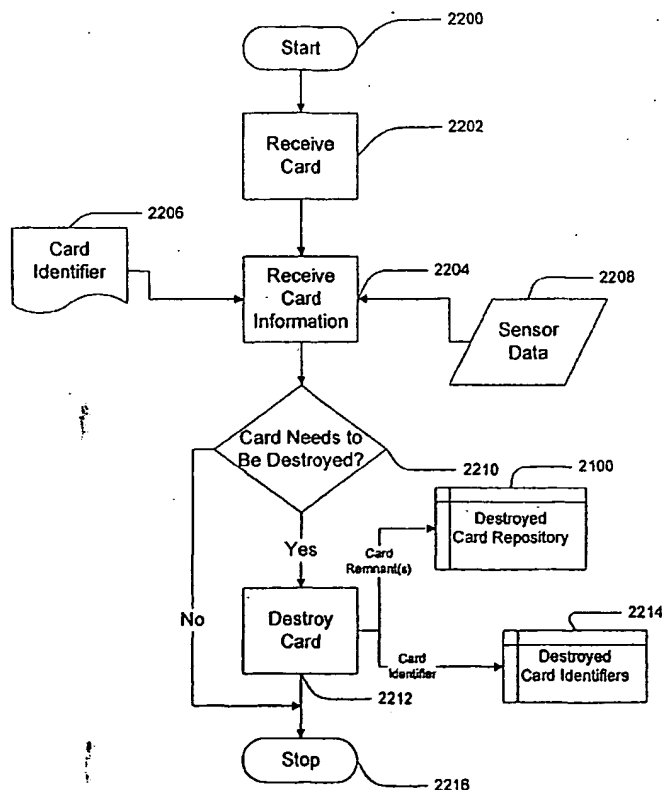 2200
Start
2202
Receive
Card
2206
Card
Identifier
2204
Receive
Card
Information
2208
Sensor
Data
Card Needs to
Be Destroyed?
2210
2100
Destroyed
Card Repository
Yes
Card
Remnant(s)
No
Destroy
Card
2214
Card
Identifier
Destroyed
Card Identifiers
2212
Stop
2216